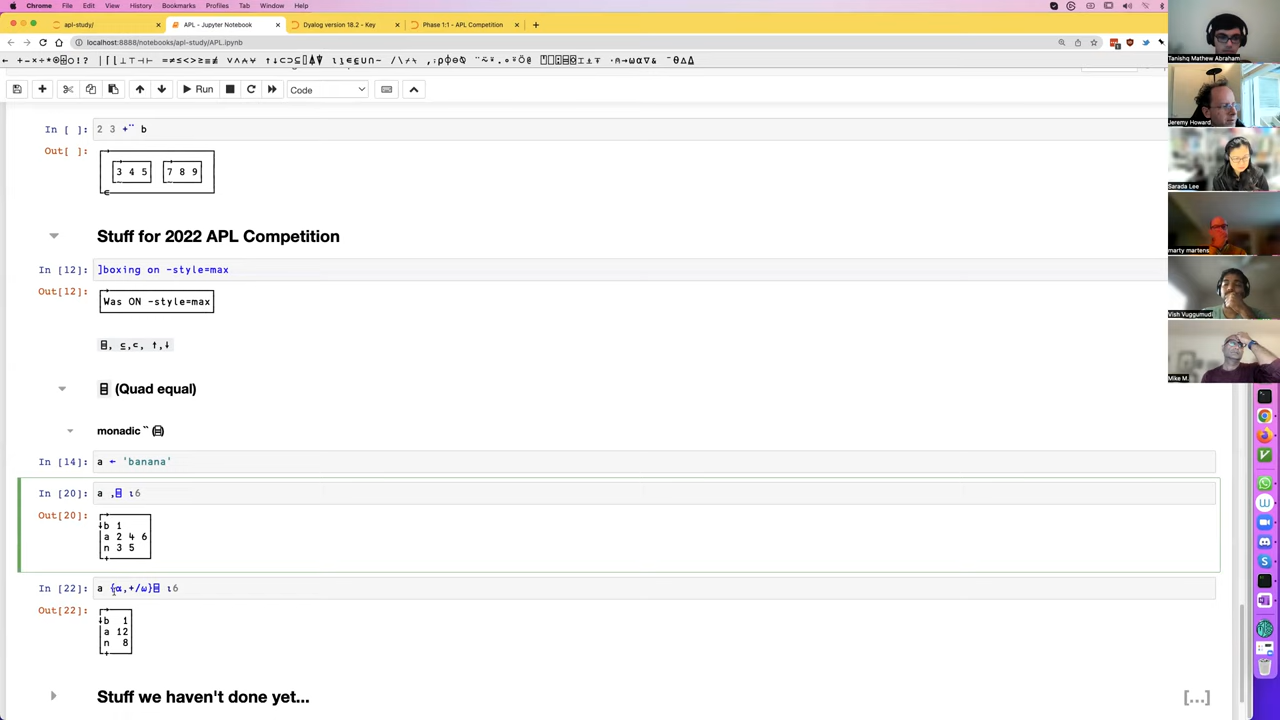 Chrome File Edit View History Bookmarks Profiles Tab Window Help
apl-study/ APL - Jupyter Notebook Dyalog version 18.2 - Key Phase 1:1 - APL Competition
localhost:8888/notebooks/apl-study/APL.ipynb
Run Code
In [ ]: 2 3 +¨ b
Out[ ]:
3 4 5 7 8 9
Stuff for 2022 APL Competition
In [12]: ]boxing on -style=max
Out[12]: Was ON -style=max
⌸, ⊆,⊂, ↑,↓
⌸ (Quad equal)
monadic `` (⌸)
In [14]: a ← 'banana'
In [20]: a ,⌸ ⍳6
Out[20]:
b 1
a 2 4 6
n 3 5
In [22]: a {⍺,+/⍵}⌸ ⍳6
Out[22]:
b 1
a 12
n 8
Stuff we haven't done yet...
[...]
Tanishq Mathew Abraham
Jeremy Howard
Sarada Lee
marty martens
Vish Vuggumudi
Mike M.